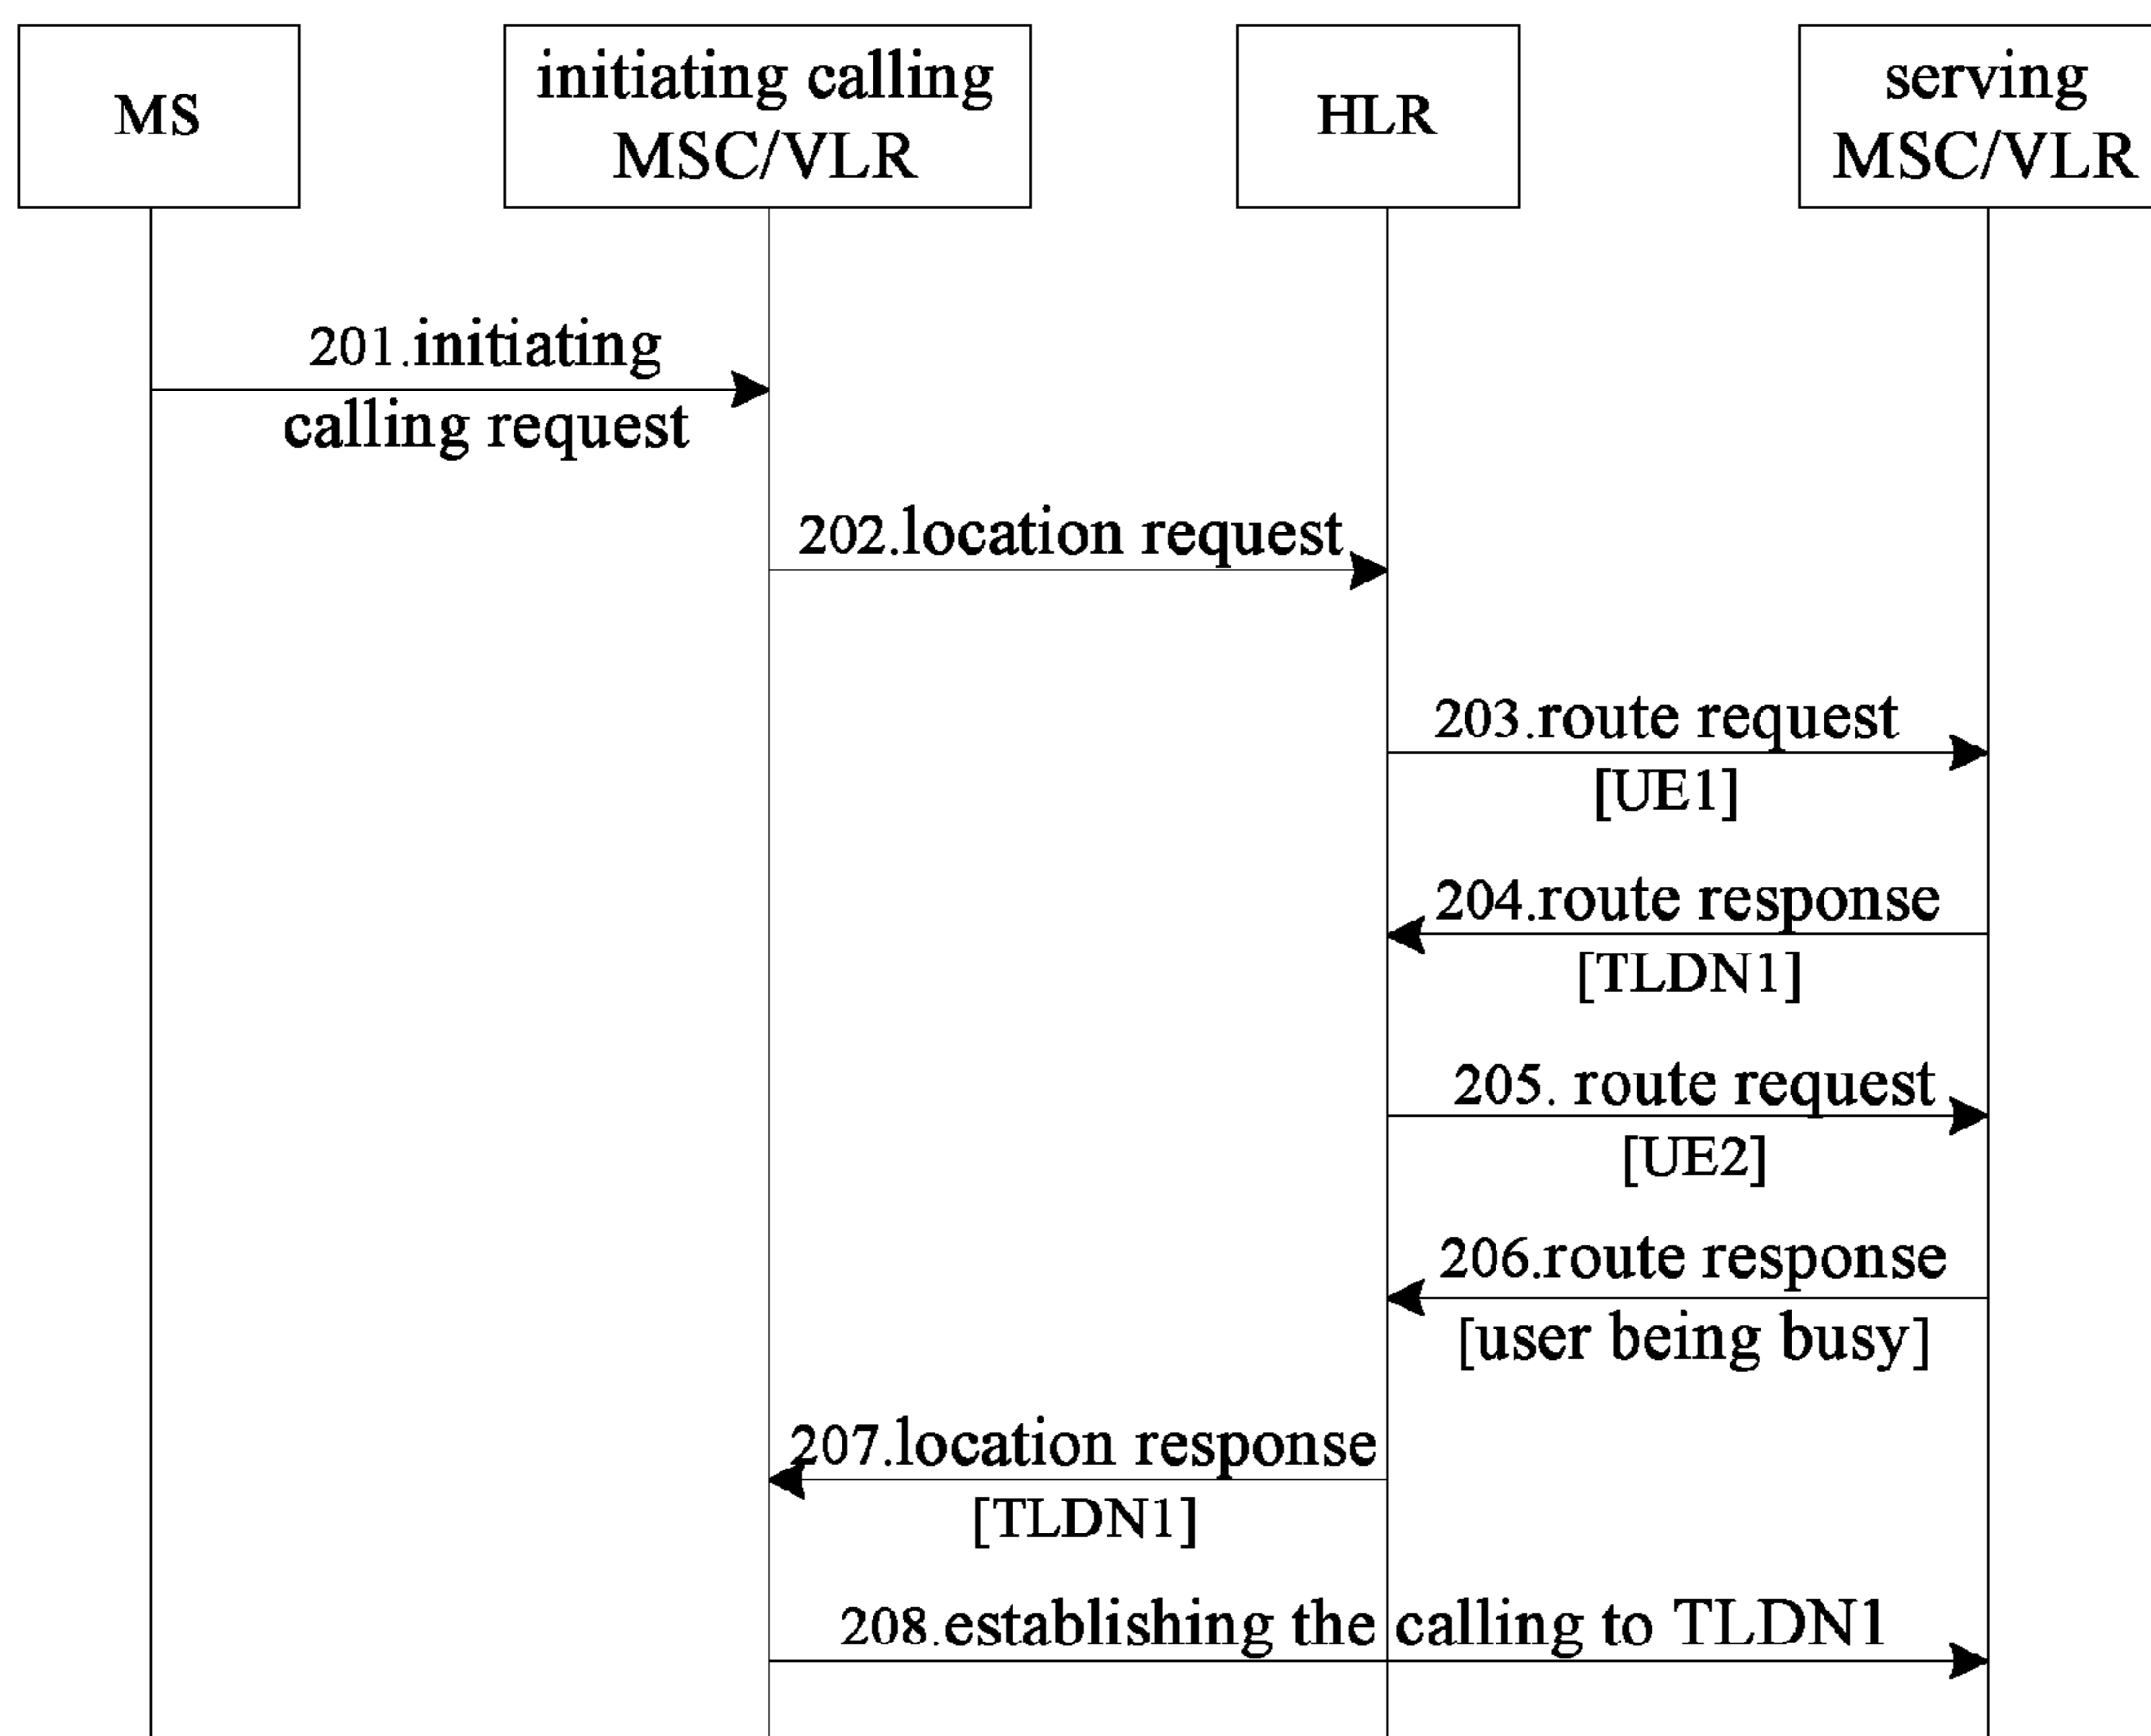 MS
initiating calling
MSC/VLR
HLR
serving
MSC/VLR
201.initiating
calling request
202.location request
203.route request
[UE1]
204.route response
[TLDN1]
205. route request
[UE2]
206.route response
[user being busy]
207.location response
[TLDN1]
208.establishing the calling to TLDN1